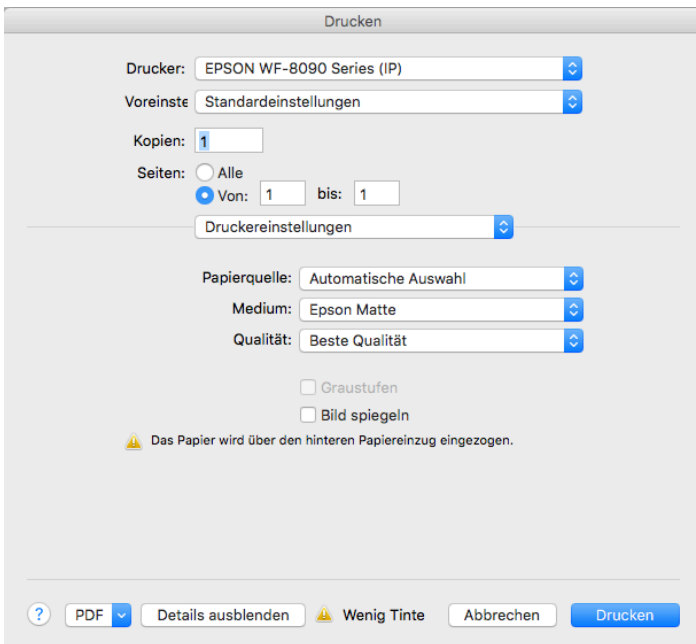 Drucken
Drucker: EPSON WF-8090 Series (IP)
Voreinste Standardeinstellungen
Kopien: 1
Seiten: Alle
Von: 1 bis: 1
Druckereinstellungen
Papierquelle: Automatische Auswahl
Medium: Epson Matte
Qualität: Beste Qualität
Graustufen
Bild spiegeln
Das Papier wird über den hinteren Papiereinzug eingezogen.
? PDF Details ausblenden Wenig Tinte Abbrechen Drucken